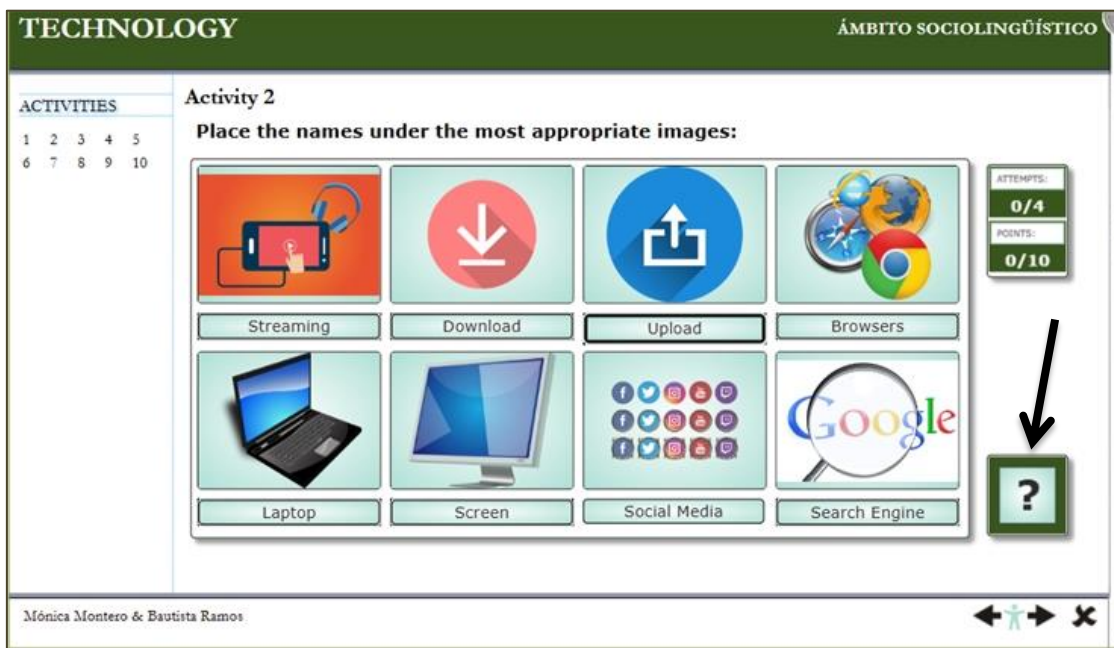 TECHNOLOGY
ÁMBITO SOCIOLINGÜÍSTICO
ACTIVITIES
1 2 3 4 5
6 7 8 9 10
Activity 2
Place the names under the most appropriate images:
Streaming Download Upload Browsers
Google
Laptop Screen Social Media Search Engine
ATTEMPTS:
0/4
POINTS:
0/10
?
Mónica Montero & Bautista Ramos